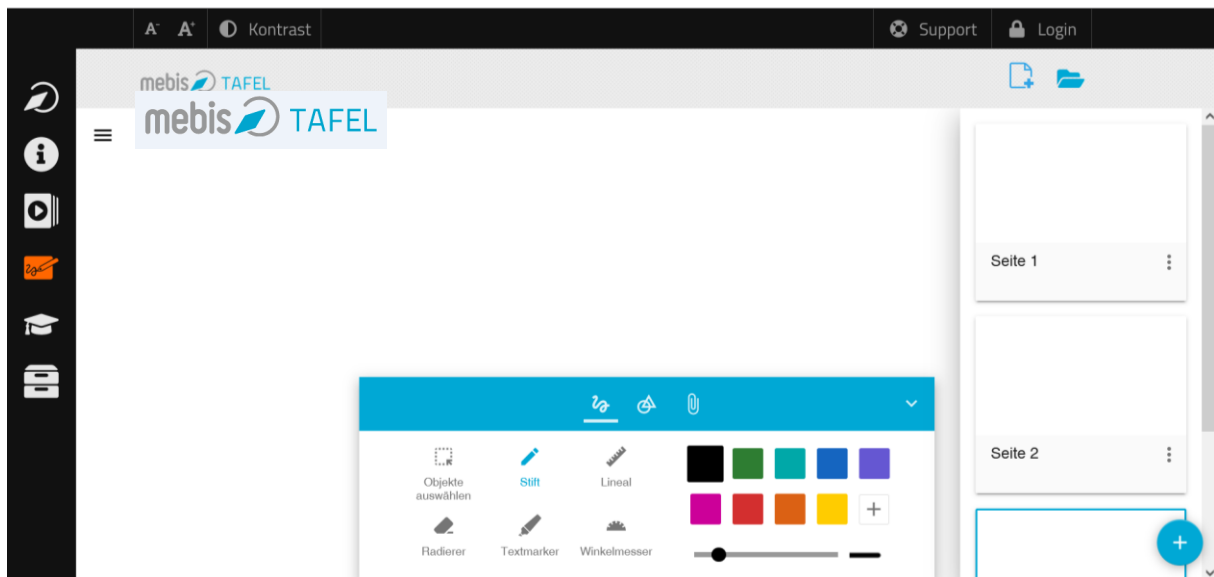 A- A+ Kontrast Support Login
mebis TAFEL
mebis TAFEL
Seite 1
Seite 2
Objekte auswählen
Stift
Lineal
Radierer
Textmarker
Winkelmesser